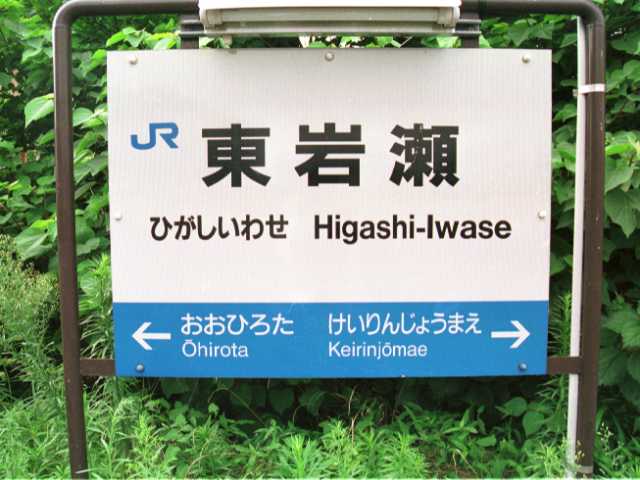 JR 東岩瀬
ひがしいわせ Higashi-Iwase
← おおひろた けいりんじょうまえ →
Ōhirota Keirinjōmae